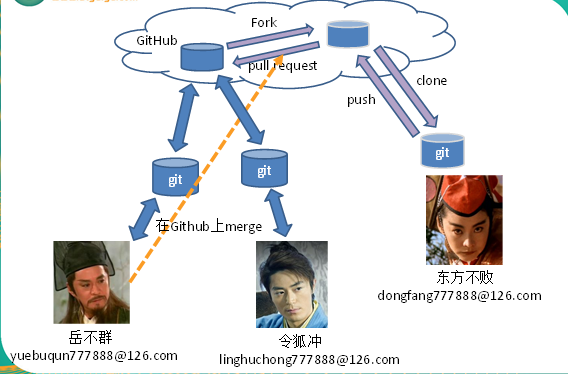 Fork
GitHub
pull request
clone
push
git
git
git
在Github上merge
东方不败
dongfang777888@126.com
岳不群
yuebuqun777888@126.com
令狐冲
linghuchong777888@126.com